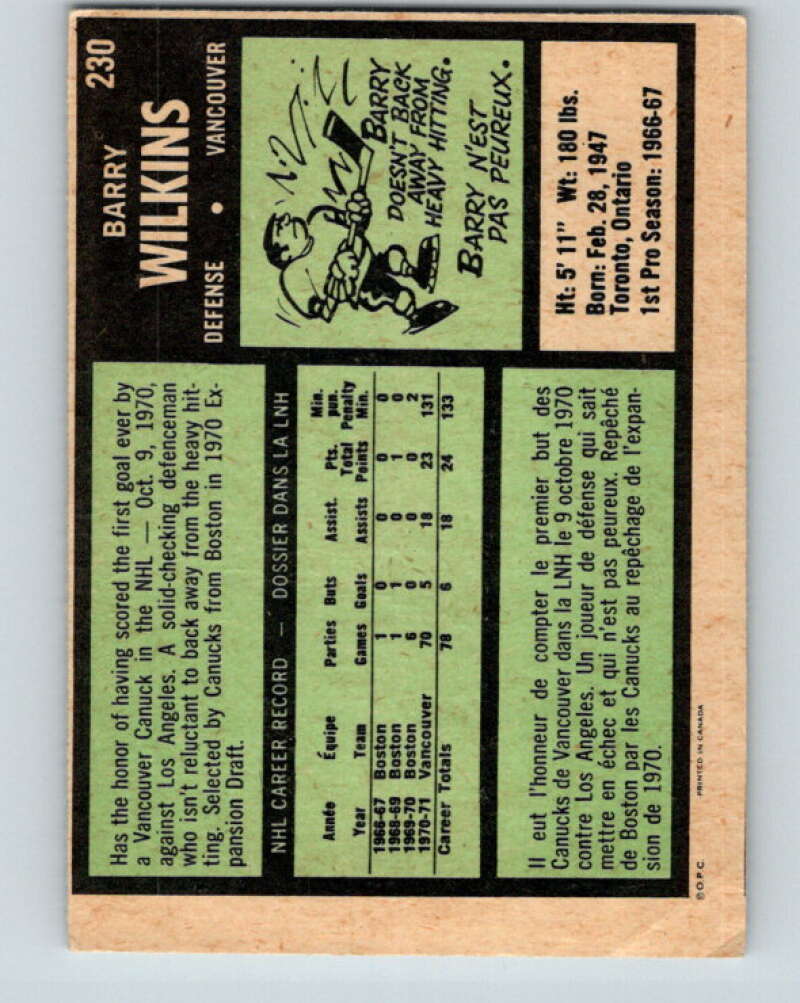 230
BARRY
WILKINS
DEFENSE • VANCOUVER
Has the honor of having scored the first goal ever by
a Vancouver Canuck in the NHL — Oct. 9, 1970,
against Los Angeles. A solid-checking defenceman
who isn't reluctant to back away from the heavy hit-
ting. Selected by Canucks from Boston in 1970 Ex-
pansion Draft.
BARRY
DOESN'T BACK
AWAY FROM
HEAVY HITTING.
BARRY N'EST
PAS PEUREUX.
Ht: 5' 11" Wt: 180 lbs.
Born: Feb. 28, 1947
Toronto, Ontario
1st Pro Season: 1966-67
NHL CAREER RECORD — DOSSIER DANS LA LNH
Année Équipe Parties Buts Assist. Pts. Total Min. pun.
Year Team Games Goals Assists Points Penalty Min.
1966-67 Boston 1 0 0 0 0
1968-69 Boston 1 1 0 1 0
1969-70 Boston 6 0 0 0 2
1970-71 Vancouver 70 5 18 23 131
Career Totals 78 6 18 24 133
Il eut l'honneur de compter le premier but des
Canucks de Vancouver dans la LNH le 9 octobre 1970
contre Los Angeles. Un joueur de défense qui sait
mettre en échec et qui n'est pas peureux. Repêché
de Boston par les Canucks au repêchage de l'expan-
sion de 1970.
© O.P.C. PRINTED IN CANADA